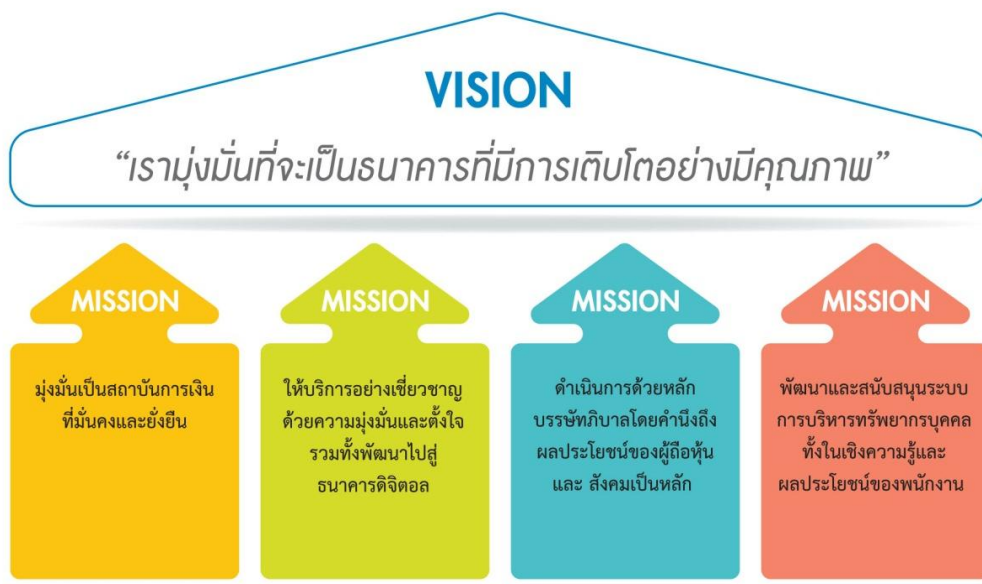 VISION
“เรามุ่งมั่นที่จะเป็นธนาคารที่มีการเติบโตอย่างมีคุณภาพ”
MISSION
มุ่งมั่นเป็นสถาบันการเงิน
ที่มั่นคงและยั่งยืน
MISSION
ให้บริการอย่างเชี่ยวชาญ
ด้วยความมุ่งมั่นและตั้งใจ
รวมทั้งพัฒนาไปสู่
ธนาคารดิจิตอล
MISSION
ดำเนินการด้วยหลัก
บรรษัทภิบาลโดยคำนึงถึง
ผลประโยชน์ของผู้ถือหุ้น
และ สังคมเป็นหลัก
MISSION
พัฒนาและสนับสนุนระบบ
การบริหารทรัพยากรบุคคล
ทั้งในเชิงความรู้และ
ผลประโยชน์ของพนักงาน